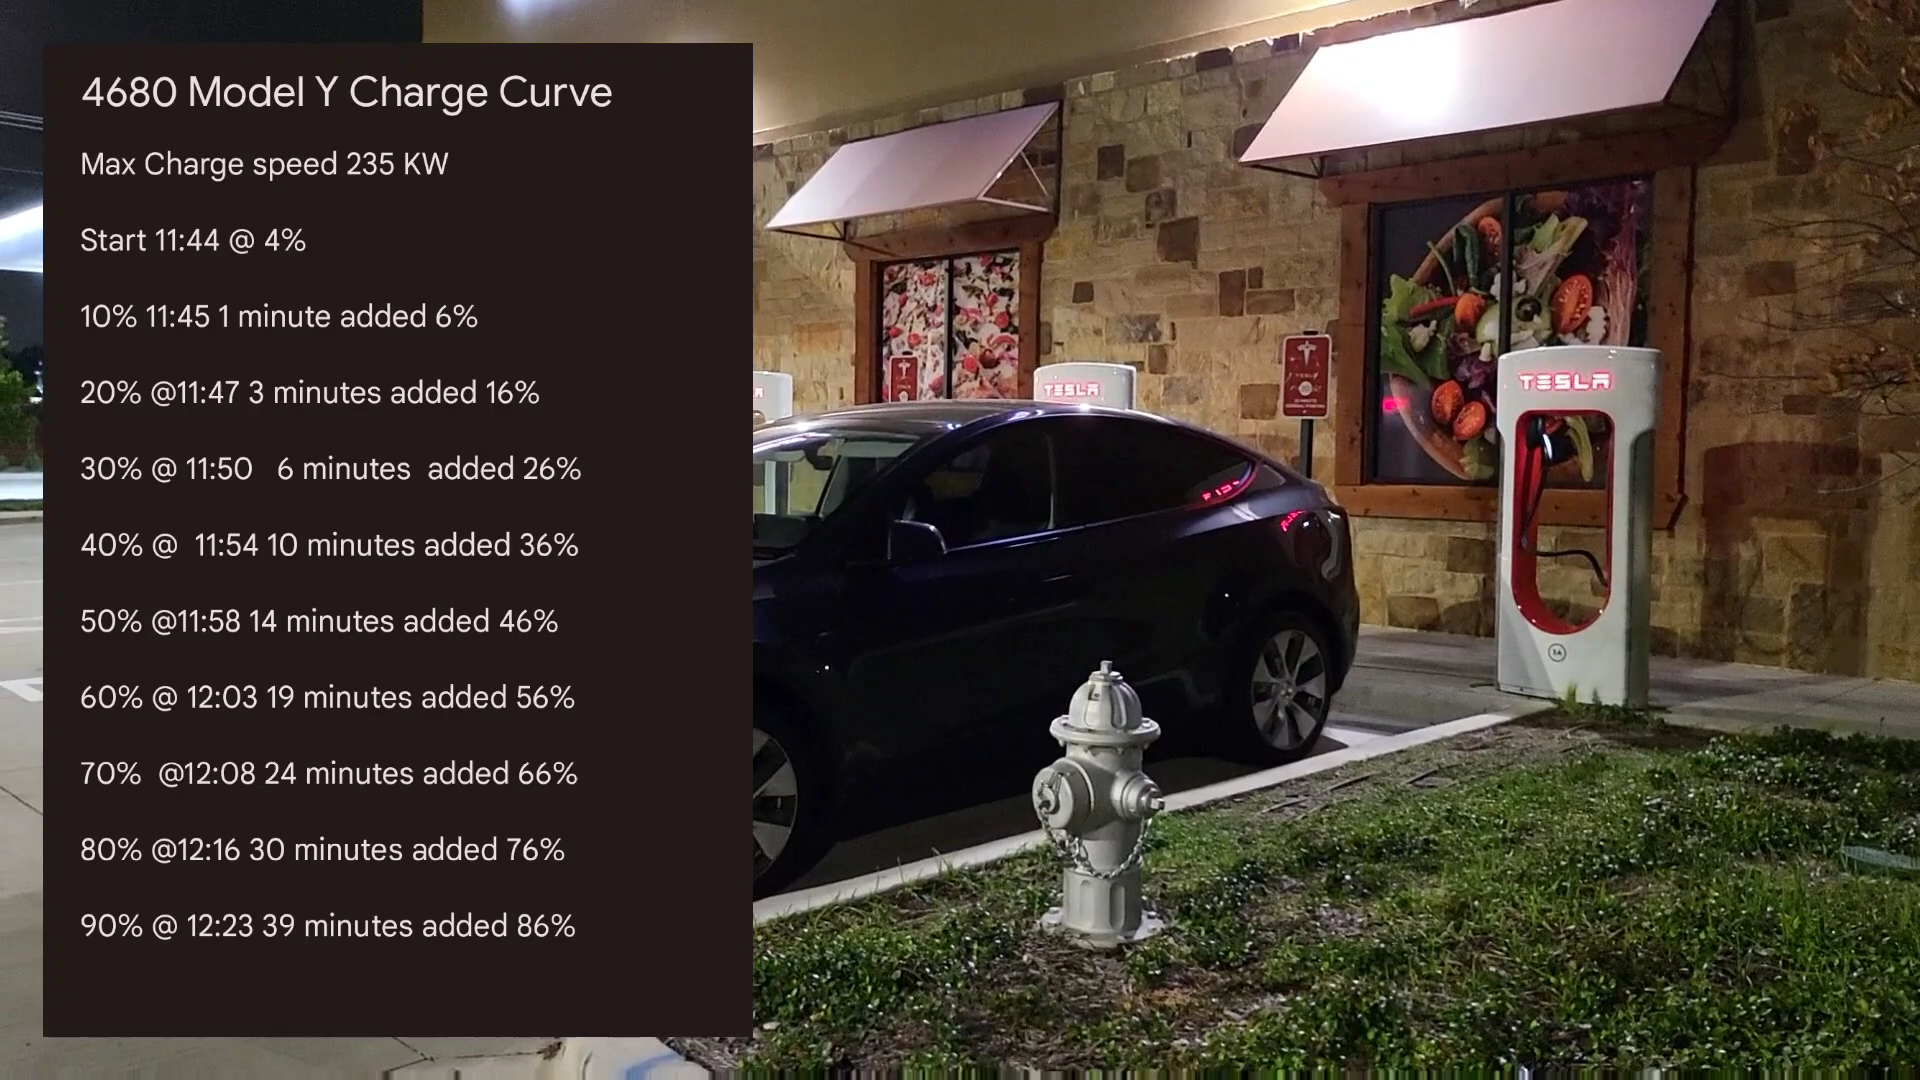 4680 Model Y Charge Curve
Max Charge speed 235 KW
Start 11:44 @ 4%
10% 11:45 1 minute added 6%
20% @11:47 3 minutes added 16%
30% @ 11:50   6 minutes  added 26%
40% @  11:54 10 minutes added 36%
50% @11:58 14 minutes added 46%
60% @ 12:03 19 minutes added 56%
70%  @12:08 24 minutes added 66%
80% @12:16 30 minutes added 76%
90% @ 12:23 39 minutes added 86%
TESLA
TESLA